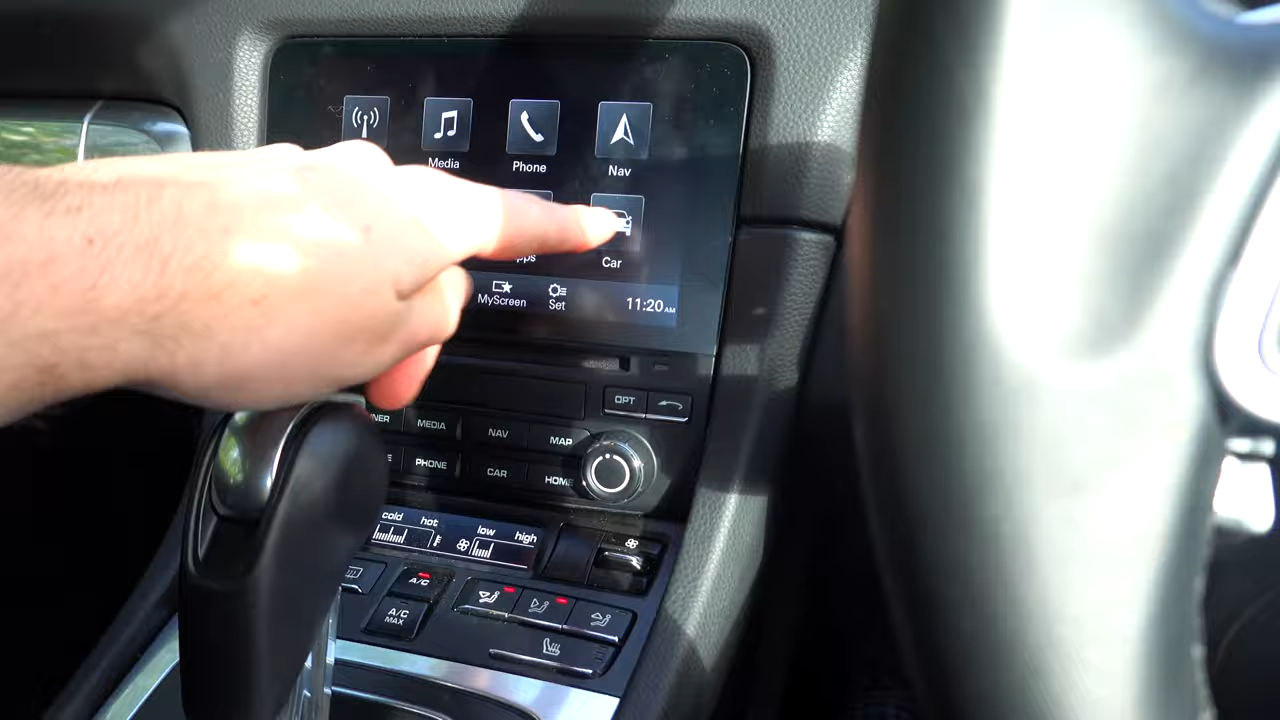 Media
Phone
Nav
Car
MyScreen
Set
11:20 AM
OPT
MEDIA
NAV
MAP
PHONE
CAR
HOME
cold hot
low high
A/C
A/C
MAX